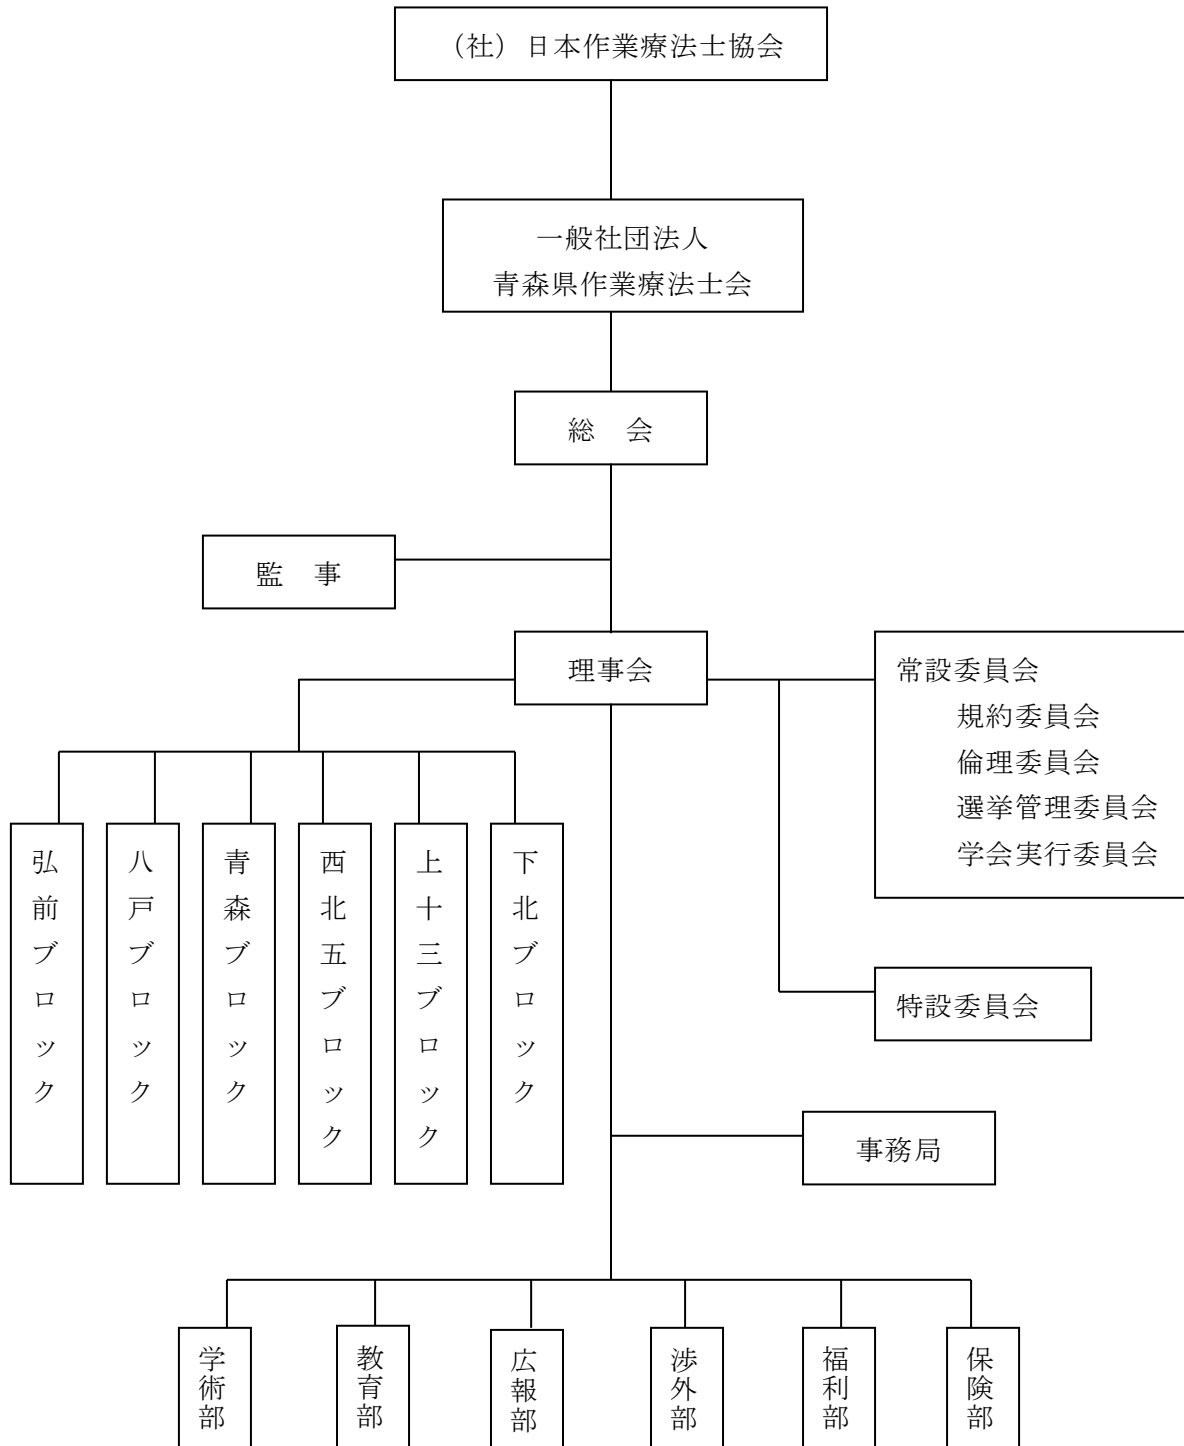 （社）日本作業療法士協会
一般社団法人
青森県作業療法士会
総　会
監　事
理事会
常設委員会
規約委員会
倫理委員会
選挙管理委員会
学会実行委員会
弘前ブロック
八戸ブロック
青森ブロック
西北五ブロック
上十三ブロック
下北ブロック
特設委員会
事務局
学術部
教育部
広報部
渉外部
福利部
保険部